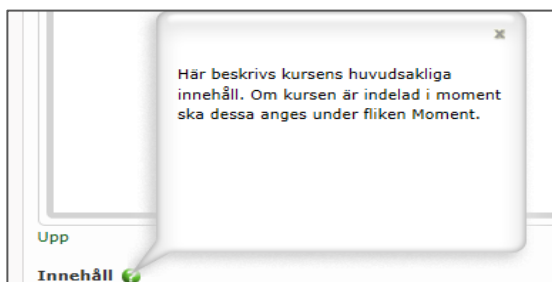 Här beskrivs kursens huvudsakliga
innehåll. Om kursen är indelad i moment
ska dessa anges under fliken Moment.
Upp
Innehåll